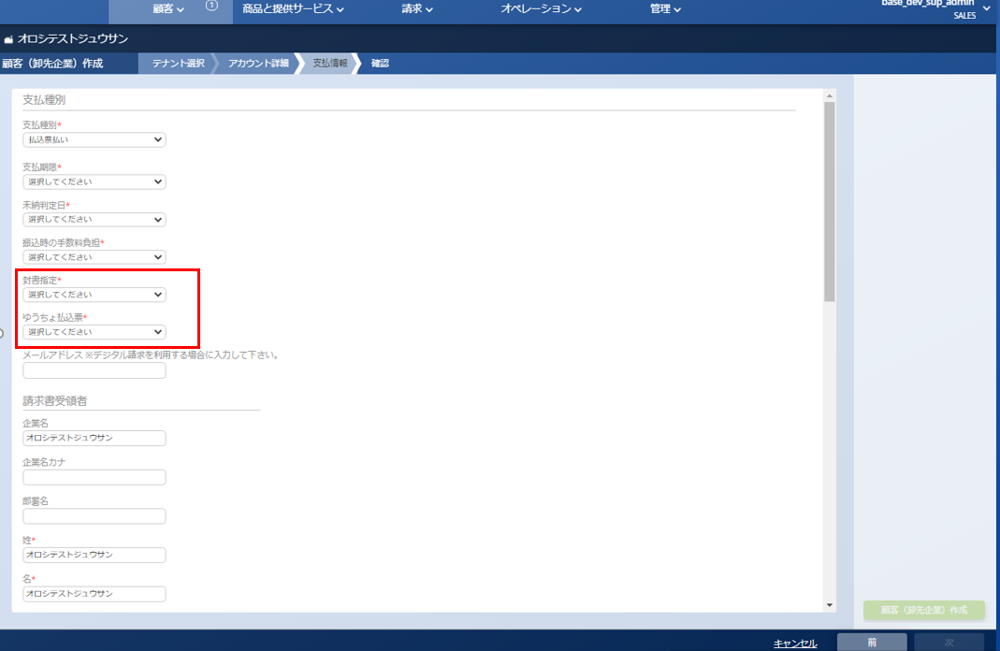 顧客 ① 商品と提供サービス 請求 オペレーション 管理 base_dev_sup_admin
SALES
オロシテストジュウサン
顧客（卸先企業）作成 テナント選択 アカウント詳細 支払情報 確認
支払種別
支払種別*
払込票払い
支払期限*
選択してください
未納判定日*
選択してください
振込時の手数料負担*
選択してください
封書指定*
選択してください
ゆうちょ払込票*
選択してください
メールアドレス ※デジタル請求を利用する場合に入力して下さい。
請求書受領者
企業名
オロシテストジュウサン
企業名カナ
部署名
姓*
オロシテストジュウサン
名*
オロシテストジュウサン
顧客（卸先企業）作成
キャンセル 前 次